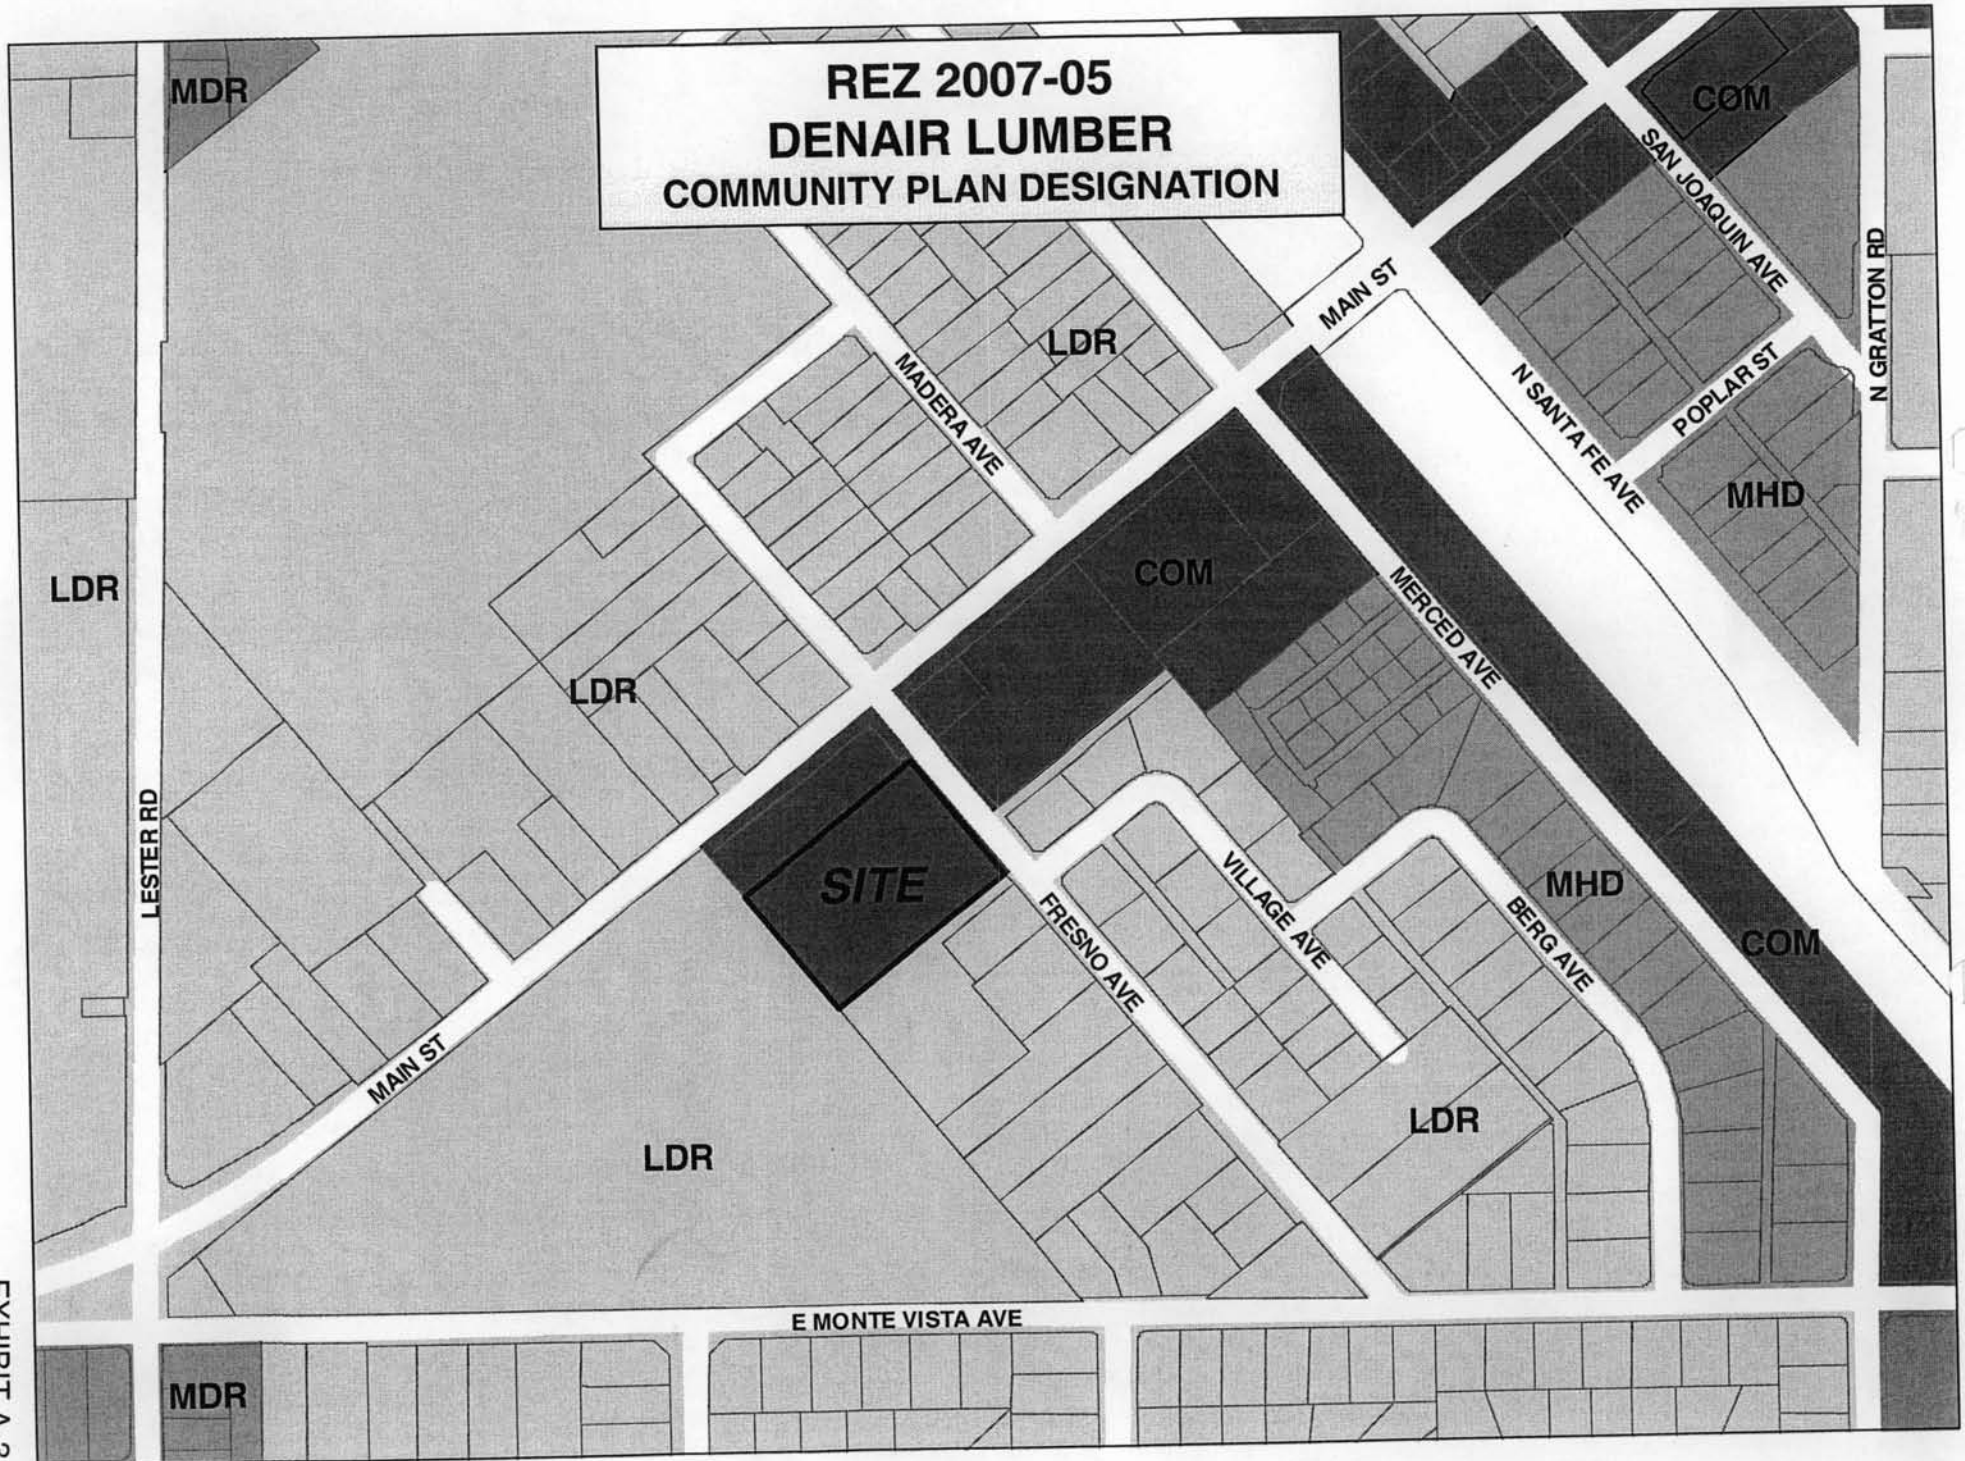 REZ 2007-05
DENAIR LUMBER
COMMUNITY PLAN DESIGNATION
MDR
COM
SAN JOAQUIN AVE
N GRATTON RD
MAIN ST
LDR
MADERA AVE
N SANTA FE AVE
POPLAR ST
MHD
LDR
COM
MERCED AVE
LDR
LESTER RD
SITE
FRESNO AVE
VILLAGE AVE
BERG AVE
MHD
COM
MAIN ST
LDR
LDR
E MONTE VISTA AVE
MDR